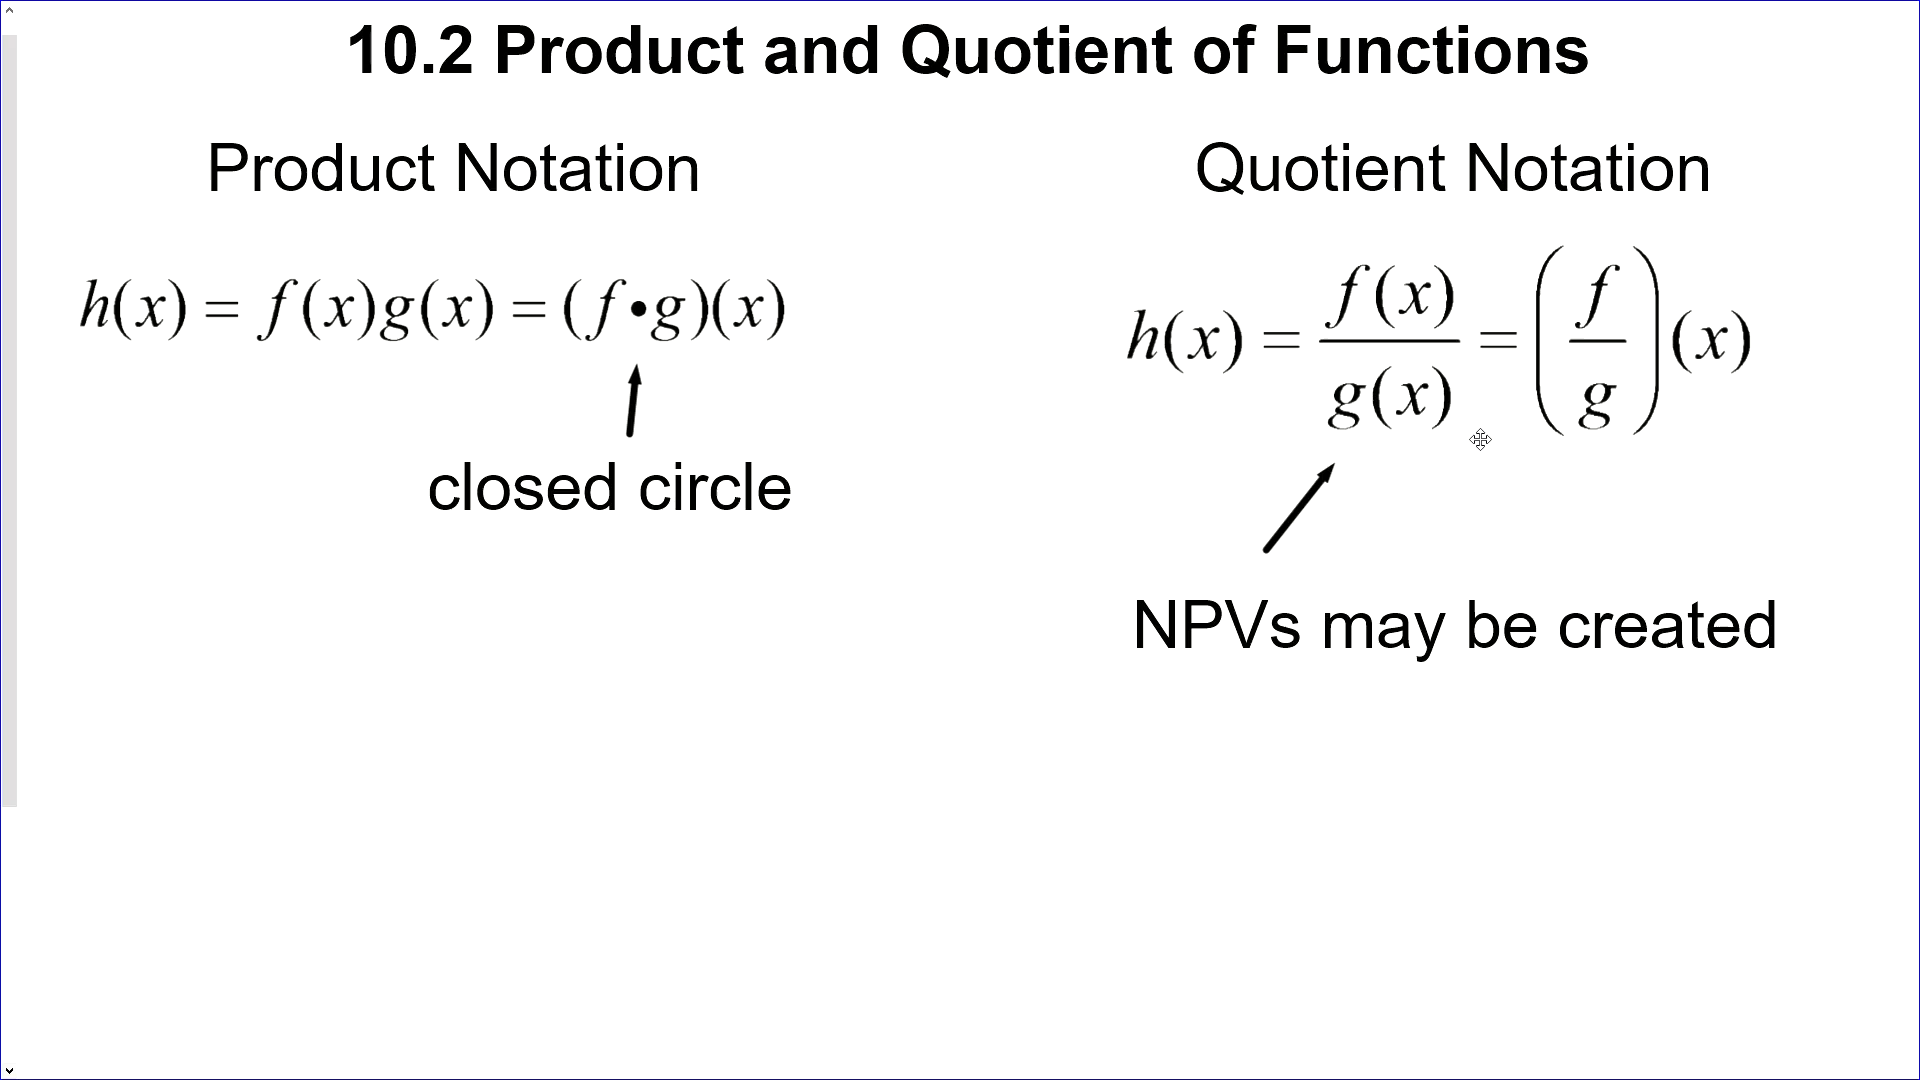 10.2 Product and Quotient of Functions
Product Notation
h(x) = f(x)g(x) = (f•g)(x)
closed circle
Quotient Notation
h(x) = f(x)/g(x) = (f/g)(x)
NPVs may be created